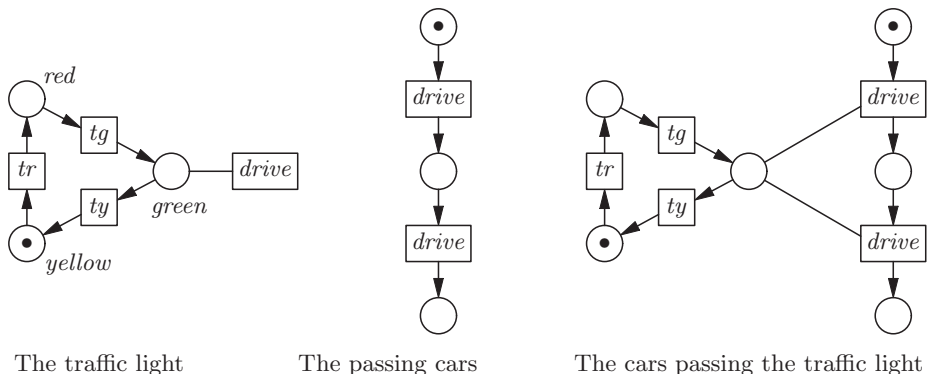 red
tg
tr
drive
ty
green
yellow
The traffic light
drive
drive
The passing cars
tg
tr
ty
drive
drive
The cars passing the traffic light